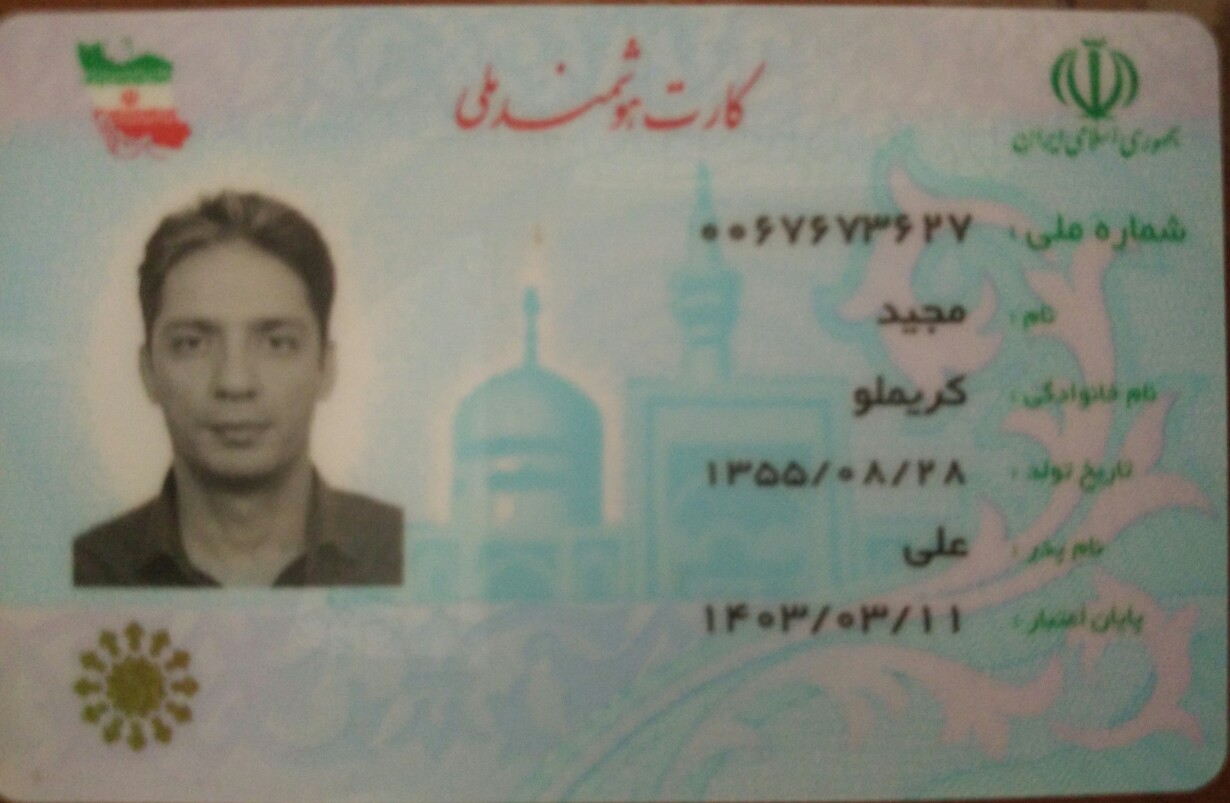 کارت هوشمند ملی
جمهوری اسلامی ایران
شماره ملی : ۰۰۶۷۶۷۳۶۲۷
نام : مجید
نام خانوادگی : کریملو
تاریخ تولد : ۱۳۵۵/۰۸/۲۸
نام پدر : علی
پایان اعتبار : ۱۴۰۳/۰۳/۱۱